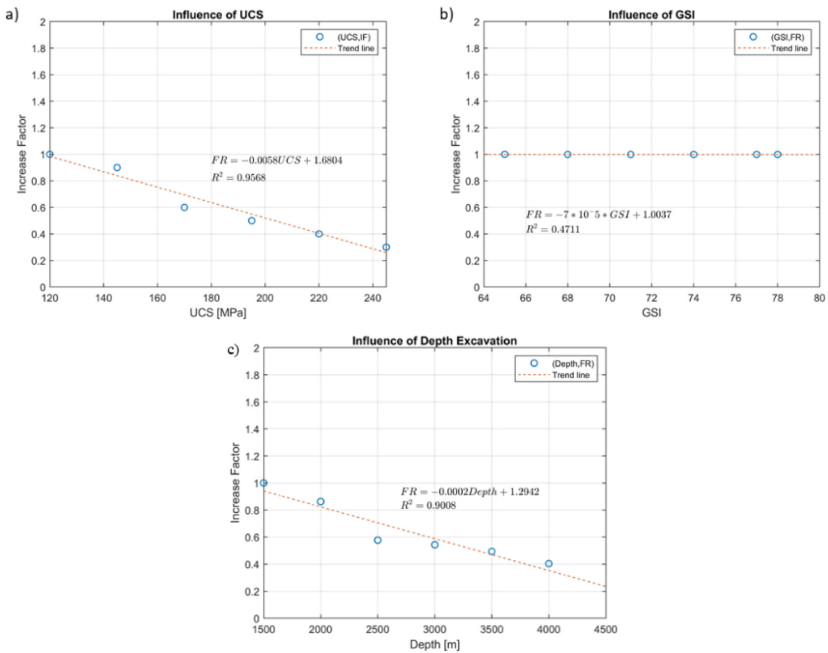 a)
Influence of UCS
2
1.8
1.6
1.4
1.2
1
0.8
0.6
0.4
0.2
0
Increase Factor
(UCS,IF)
Trend line
FR = −0.0058UCS + 1.6804
R² = 0.9568
120 140 160 180 200 220 240
UCS [MPa]
b)
Influence of GSI
2
1.8
1.6
1.4
1.2
1
0.8
0.6
0.4
0.2
0
Increase Factor
(GSI,FR)
Trend line
FR = −7 * 10⁻5 * GSI + 1.0037
R² = 0.4711
64 66 68 70 72 74 76 78 80
GSI
c)
Influence of Depth Excavation
2
1.8
1.6
1.4
1.2
1
0.8
0.6
0.4
0.2
0
Increase Factor
(Depth,FR)
Trend line
FR = −0.0002Depth + 1.2942
R² = 0.9008
1500 2000 2500 3000 3500 4000 4500
Depth [m]